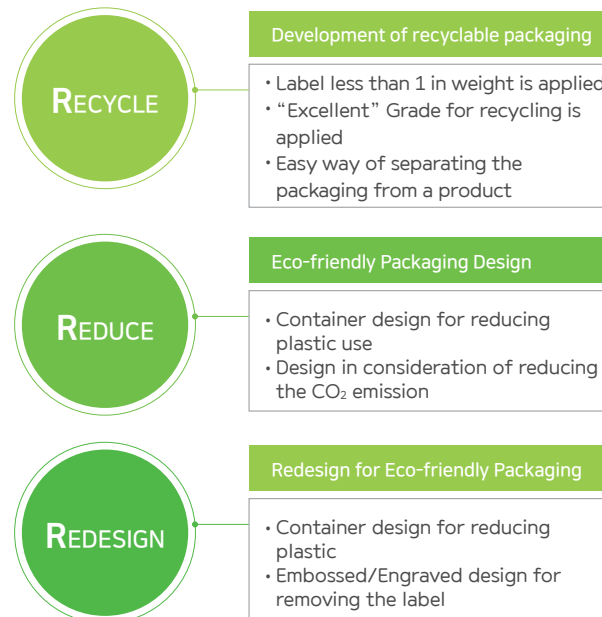 RECYCLE
Development of recyclable packaging
• Label less than 1 in weight is applied
• “Excellent” Grade for recycling is
applied
• Easy way of separating the
packaging from a product
REDUCE
Eco-friendly Packaging Design
• Container design for reducing
plastic use
• Design in consideration of reducing
the CO₂ emission
REDESIGN
Redesign for Eco-friendly Packaging
• Container design for reducing
plastic
• Embossed/Engraved design for
removing the label